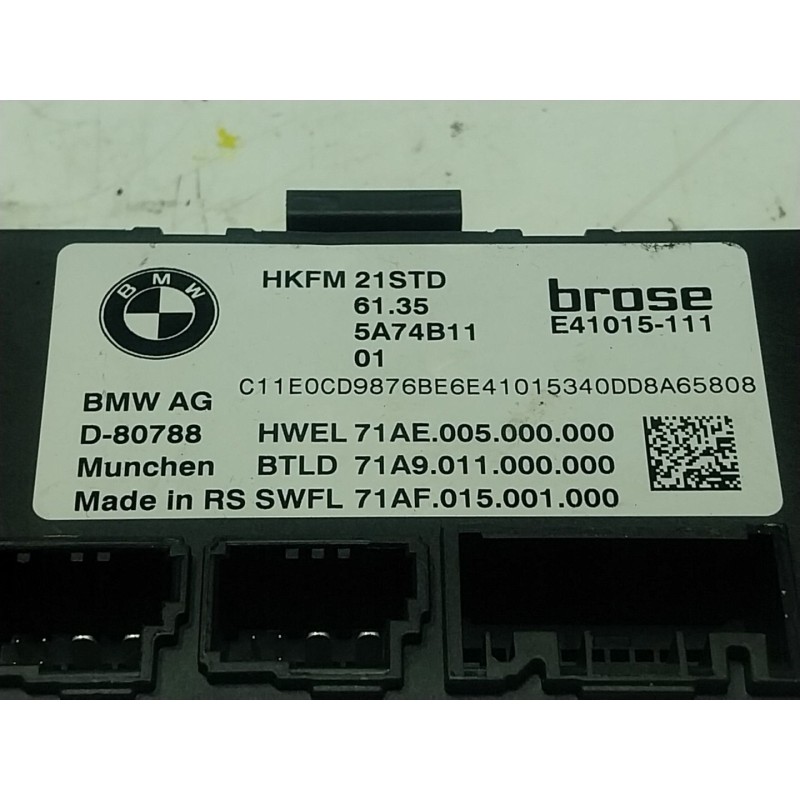 BMW
HKFM 21STD
61.35
5A74B11
01
brose
E41015-111
C11E0CD9876BE6E41015340DD8A65808
BMW AG
D-80788
Munchen
Made in RS
HWEL 71AE.005.000.000
BTLD 71A9.011.000.000
SWFL 71AF.015.001.000